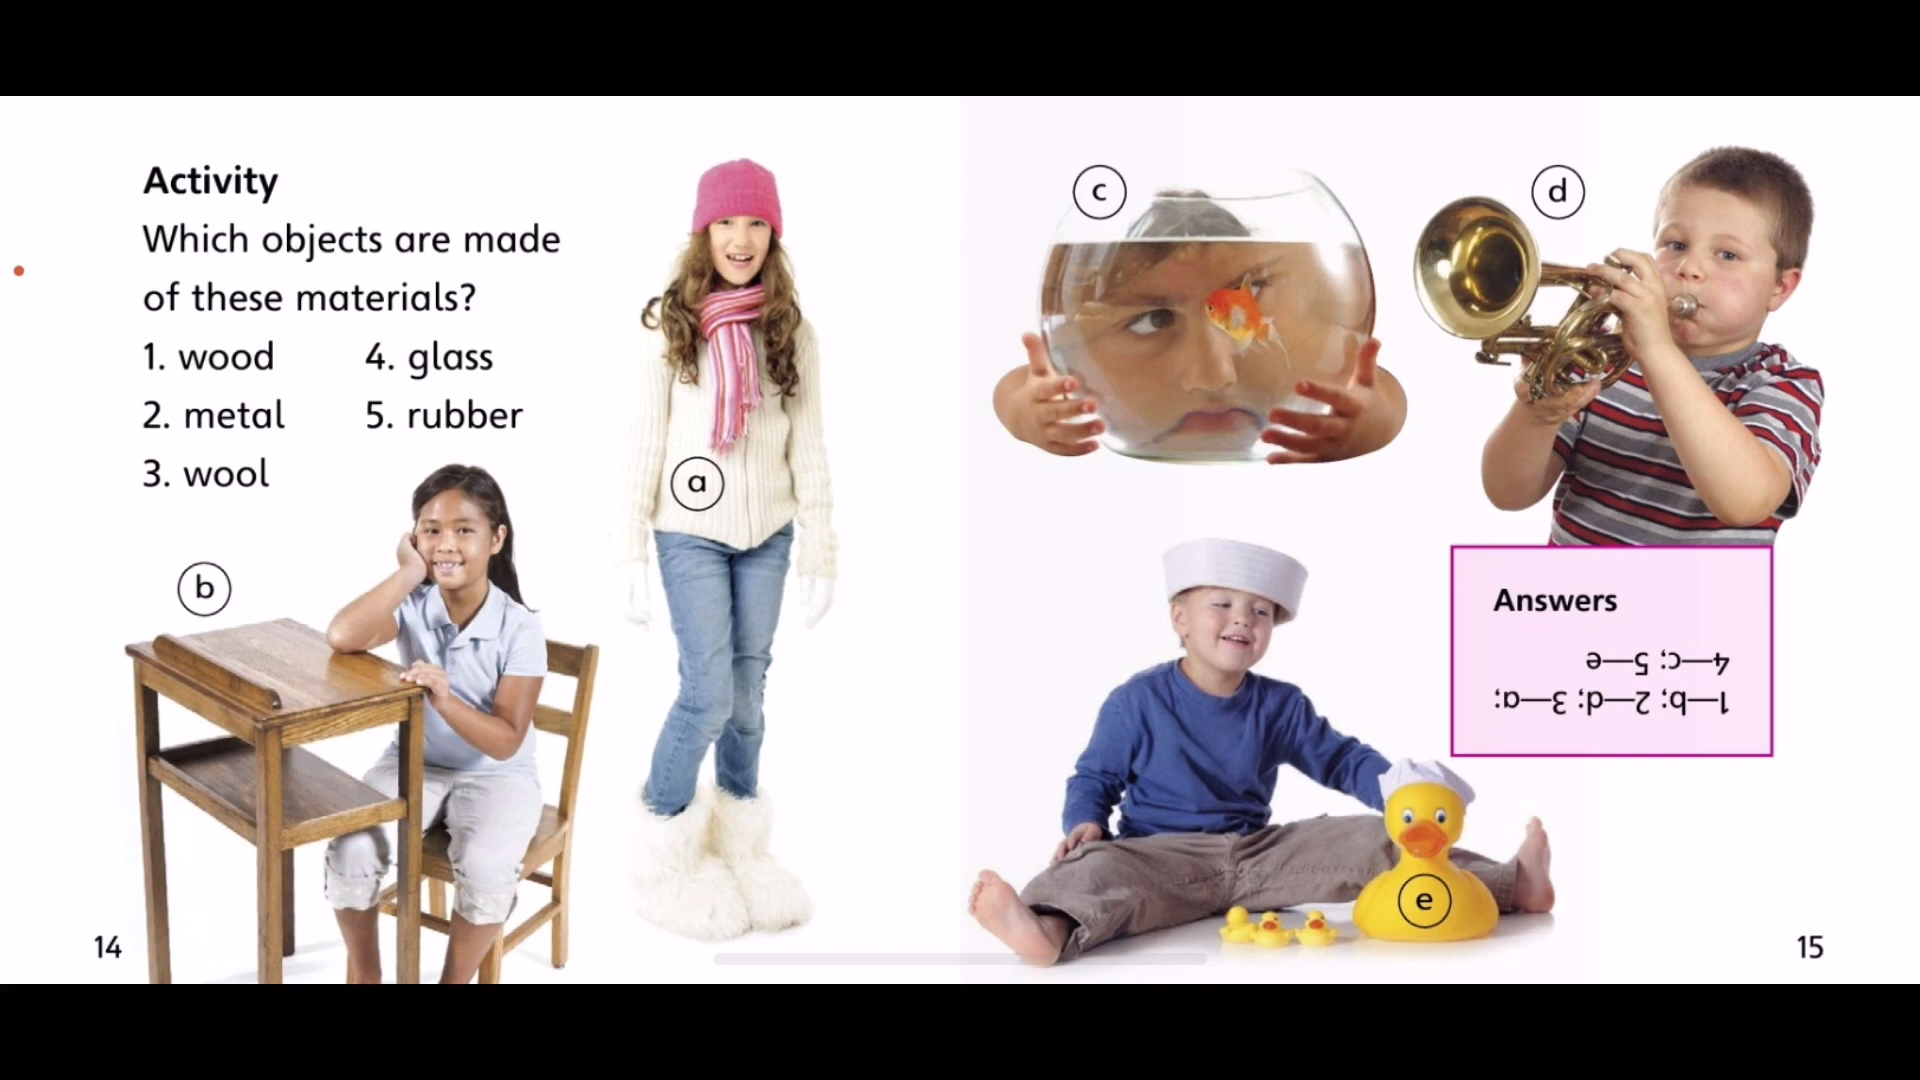 Activity
Which objects are made
of these materials?
1. wood
2. metal
3. wool
4. glass
5. rubber
a
b
14
c
d
e
Answers
1—b; 2—d; 3—a;
4—c; 5—e
15